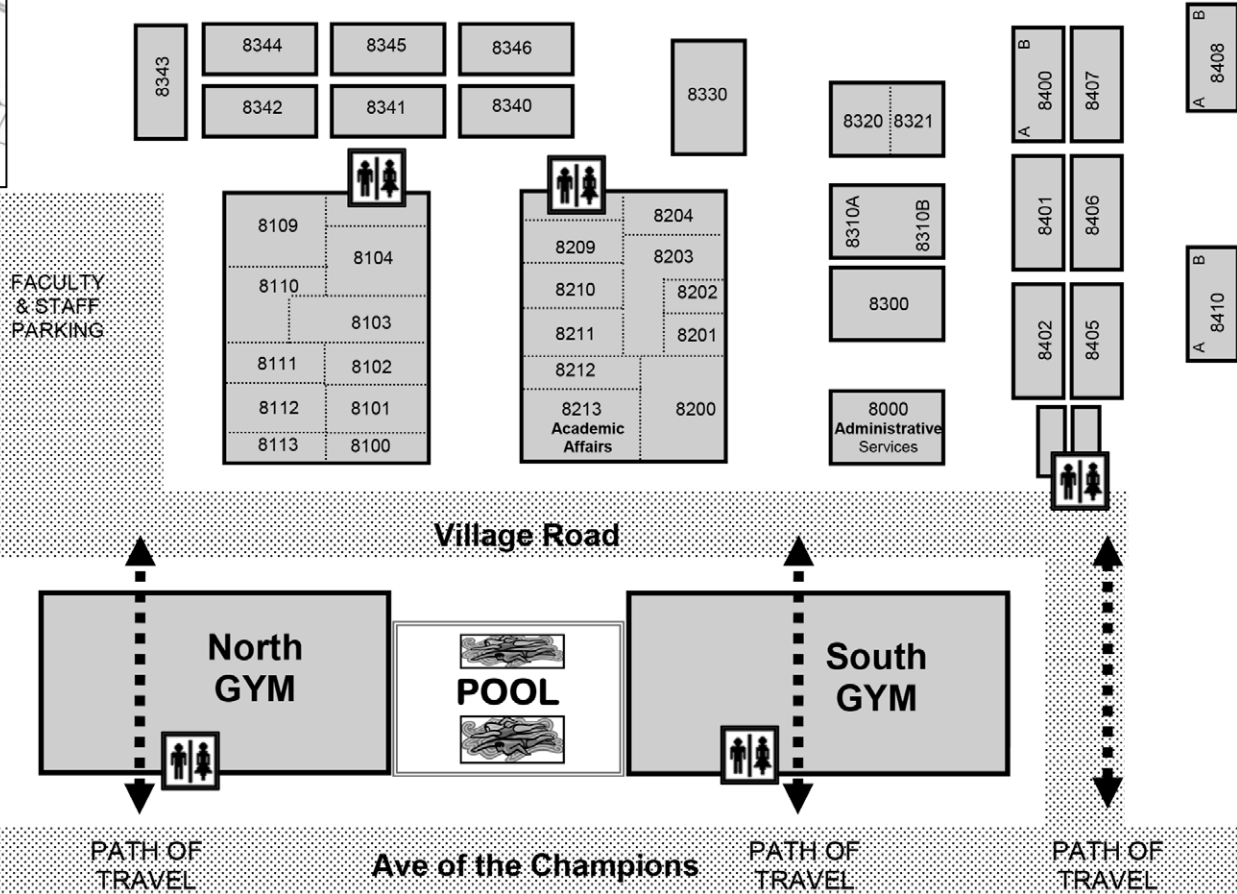 8343
8344
8345
8346
8342
8341
8340
8330
8320
8321
8310A
8310B
8300
8000
Administrative
Services
B
8400
A
8407
8401
8406
8402
8405
B
8408
A
B
8410
A
FACULTY
& STAFF
PARKING
8109
8104
8110
8103
8111
8102
8112
8101
8113
8100
8204
8209
8203
8210
8202
8211
8201
8212
8213
Academic
Affairs
8200
Village Road
North
GYM
POOL
South
GYM
PATH OF
TRAVEL
Ave of the Champions
PATH OF
TRAVEL
PATH OF
TRAVEL